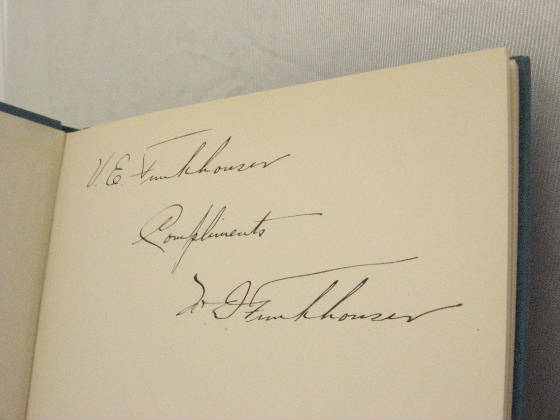 V. E. Funkhouser
Compliments
W D Funkhouser